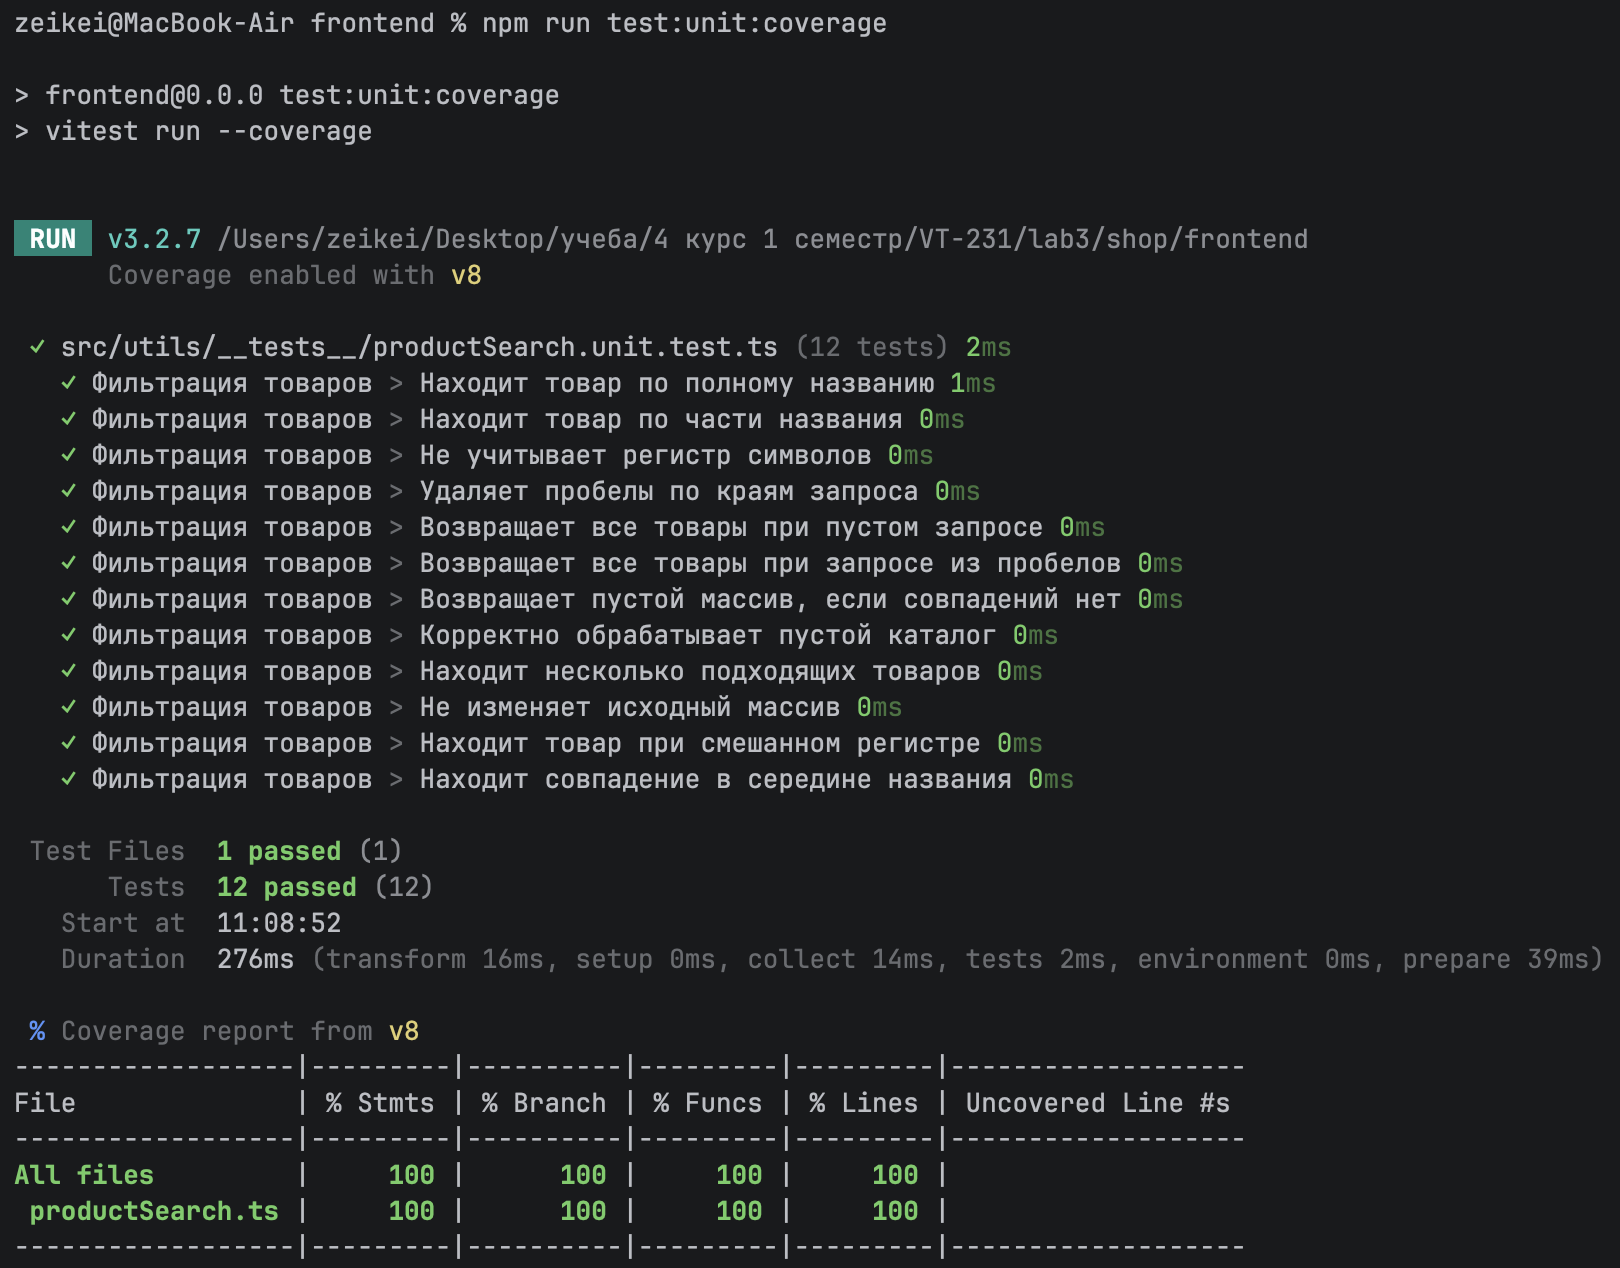 zeikei@MacBook-Air frontend % npm run test:unit:coverage
> frontend@0.0.0 test:unit:coverage
> vitest run --coverage
RUN v3.2.7 /Users/zeikei/Desktop/учеба/4 курс 1 семестр/VT-231/lab3/shop/frontend
Coverage enabled with v8
✓ src/utils/__tests__/productSearch.unit.test.ts (12 tests) 2ms
✓ Фильтрация товаров > Находит товар по полному названию 1ms
✓ Фильтрация товаров > Находит товар по части названия 0ms
✓ Фильтрация товаров > Не учитывает регистр символов 0ms
✓ Фильтрация товаров > Удаляет пробелы по краям запроса 0ms
✓ Фильтрация товаров > Возвращает все товары при пустом запросе 0ms
✓ Фильтрация товаров > Возвращает все товары при запросе из пробелов 0ms
✓ Фильтрация товаров > Возвращает пустой массив, если совпадений нет 0ms
✓ Фильтрация товаров > Корректно обрабатывает пустой каталог 0ms
✓ Фильтрация товаров > Находит несколько подходящих товаров 0ms
✓ Фильтрация товаров > Не изменяет исходный массив 0ms
✓ Фильтрация товаров > Находит товар при смешанном регистре 0ms
✓ Фильтрация товаров > Находит совпадение в середине названия 0ms
Test Files 1 passed (1)
Tests 12 passed (12)
Start at 11:08:52
Duration 276ms (transform 16ms, setup 0ms, collect 14ms, tests 2ms, environment 0ms, prepare 39ms)
% Coverage report from v8
------------------|---------|----------|---------|---------|-------------------
File              | % Stmts | % Branch | % Funcs | % Lines | Uncovered Line #s
------------------|---------|----------|---------|---------|-------------------
All files         |     100 |      100 |     100 |     100 |
 productSearch.ts |     100 |      100 |     100 |     100 |
------------------|---------|----------|---------|---------|-------------------